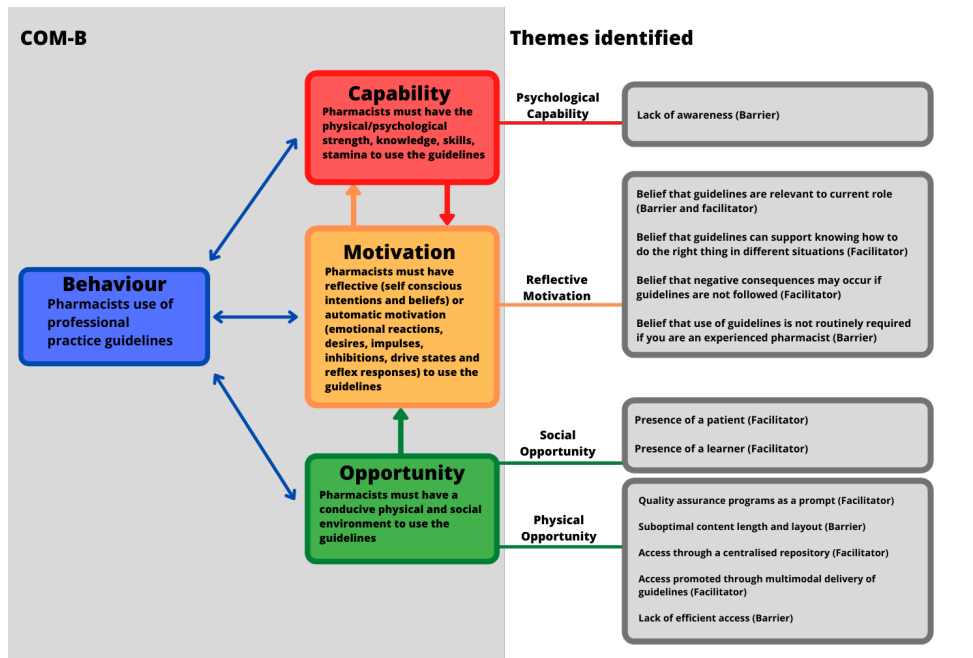 COM-B
Themes identified
Capability
Pharmacists must have the
physical/psychological
strength, knowledge, skills,
stamina to use the guidelines
Psychological
Capability
Lack of awareness (Barrier)
Behaviour
Pharmacists use of
professional
practice guidelines
Motivation
Pharmacists must have
reflective (self conscious
intentions and beliefs) or
automatic motivation
(emotional reactions,
desires, impulses,
inhibitions, drive states and
reflex responses) to use the
guidelines
Reflective
Motivation
Belief that guidelines are relevant to current role
(Barrier and facilitator)
Belief that guidelines can support knowing how to
do the right thing in different situations (Facilitator)
Belief that negative consequences may occur if
guidelines are not followed (Facilitator)
Belief that use of guidelines is not routinely required
if you are an experienced pharmacist (Barrier)
Opportunity
Pharmacists must have a
conducive physical and social
environment to use the
guidelines
Social
Opportunity
Presence of a patient (Facilitator)
Presence of a learner (Facilitator)
Physical
Opportunity
Quality assurance programs as a prompt (Facilitator)
Suboptimal content length and layout (Barrier)
Access through a centralised repository (Facilitator)
Access promoted through multimodal delivery of
guidelines (Facilitator)
Lack of efficient access (Barrier)